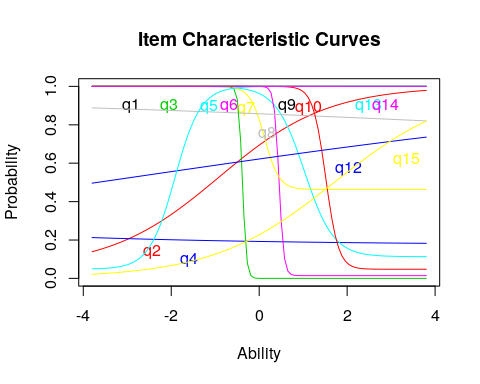 Item Characteristic Curves
Probability
1.0
0.8
0.6
0.4
0.2
0.0
q1 q3 q5 q6 q7 q9 q10 q14
q8
q12
q15
q2
q4
-4 -2 0 2 4
Ability